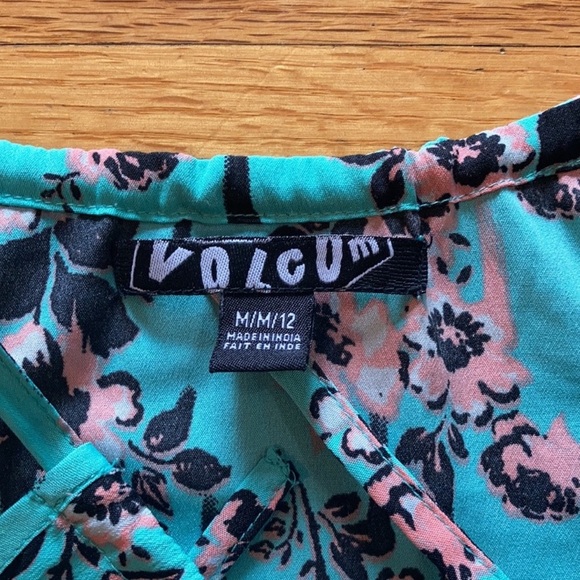 VOLCOM
M/M/12
MADE IN INDIA
FAIT EN INDE